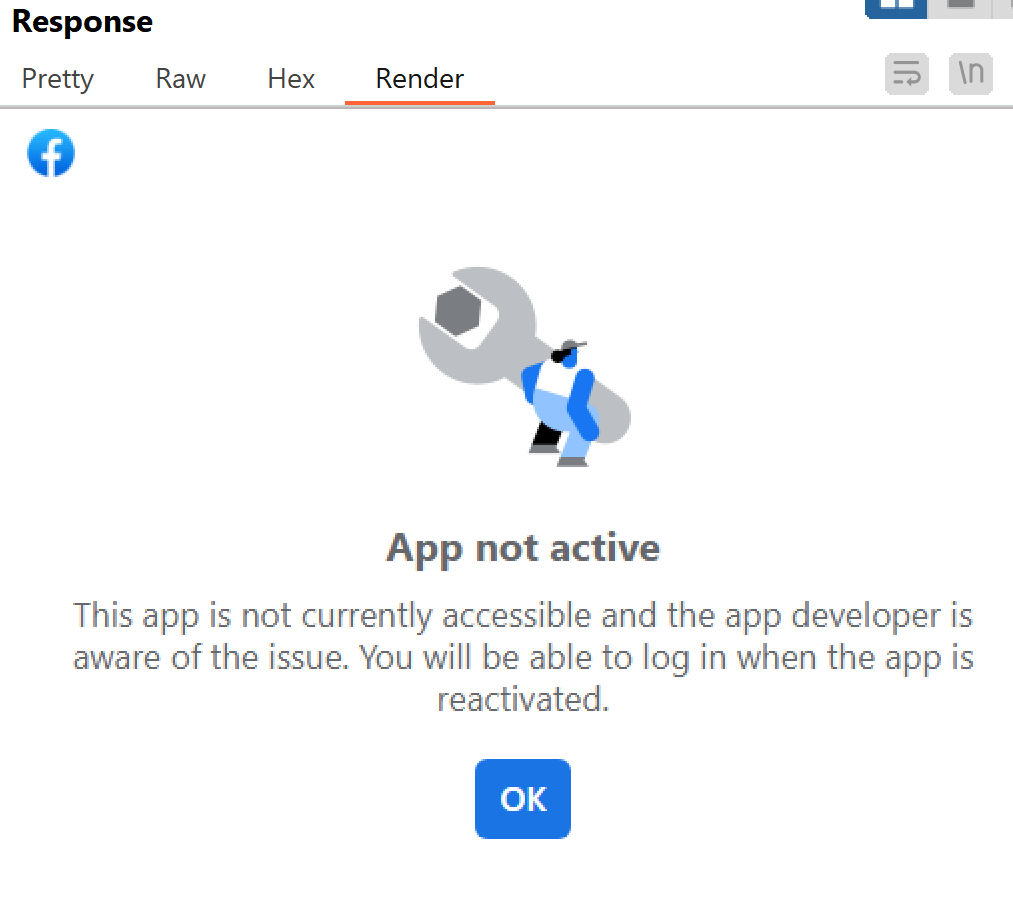 Response
Pretty Raw Hex Render \n
App not active
This app is not currently accessible and the app developer is
aware of the issue. You will be able to log in when the app is
reactivated.
OK